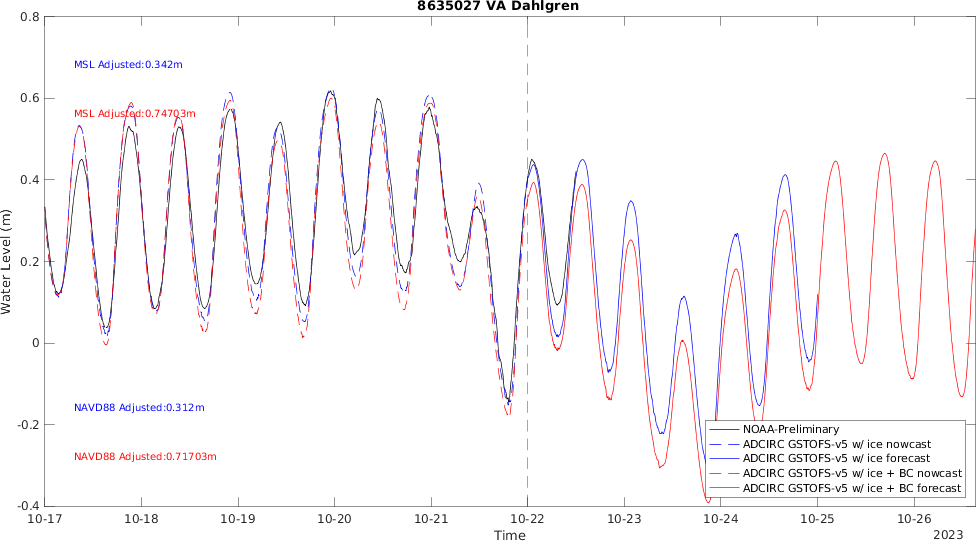 8635027 VA Dahlgren
0.8
0.6
0.4
0.2
0
-0.2
-0.4
Water Level (m)
MSL Adjusted:0.342m
MSL Adjusted:0.74703m
NAVD88 Adjusted:0.312m
NAVD88 Adjusted:0.71703m
NOAA-Preliminary
ADCIRC GSTOFS-v5 w/ ice nowcast
ADCIRC GSTOFS-v5 w/ ice forecast
ADCIRC GSTOFS-v5 w/ ice + BC nowcast
ADCIRC GSTOFS-v5 w/ ice + BC forecast
10-17 10-18 10-19 10-20 10-21 10-22 10-23 10-24 10-25 10-26
Time
2023